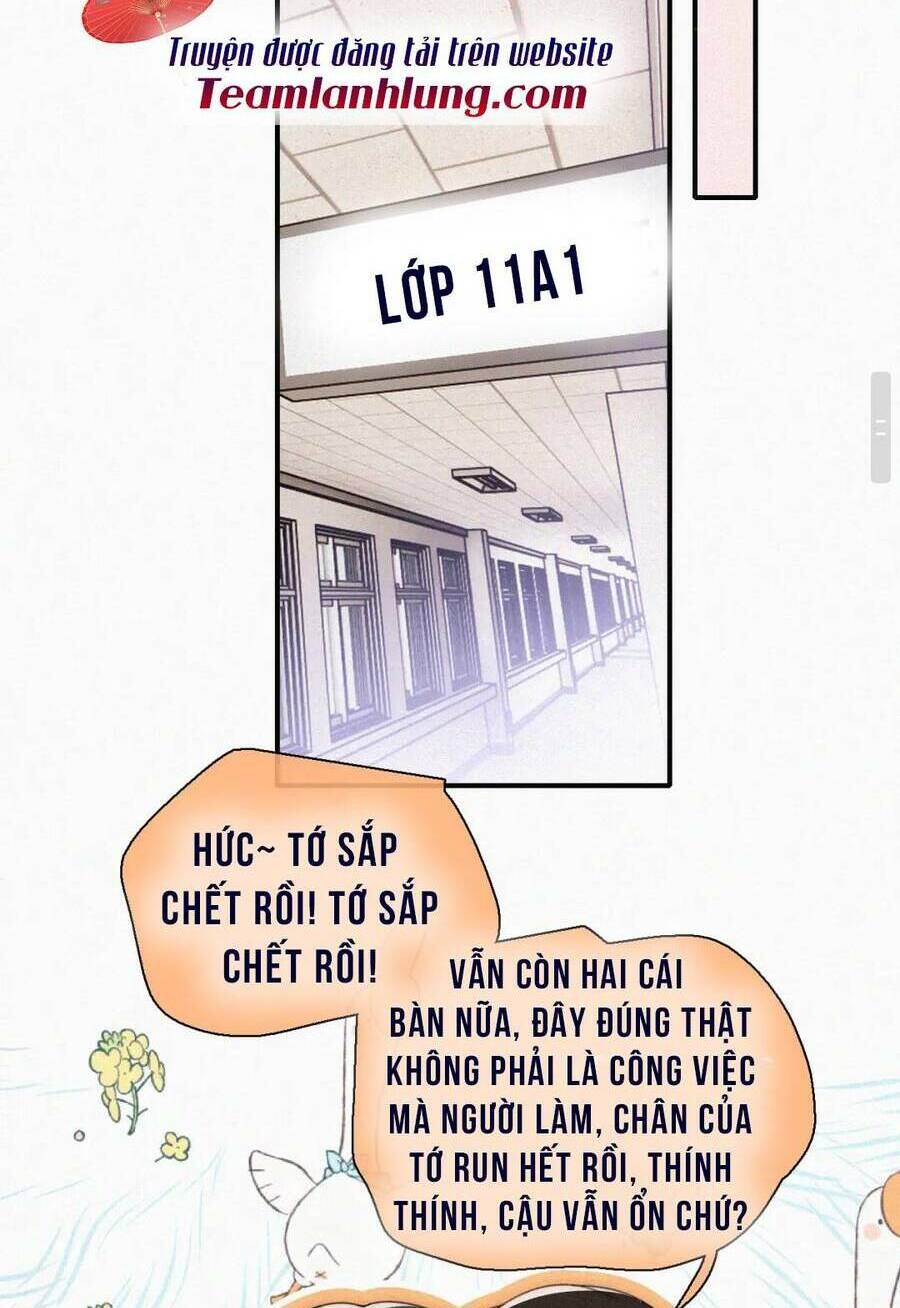 Truyện được đăng tải trên website
Teamlanhlung.com
LỚP 11A1
HỨC~ TỚ SẮP
CHẾT RỒI! TỚ SẮP
CHẾT RỒI!
VẪN CÒN HAI CÁI
BÀN NỮA, ĐÂY ĐÚNG THẬT
KHÔNG PHẢI LÀ CÔNG VIỆC
MÀ NGƯỜI LÀM, CHÂN CỦA
TỚ RUN HẾT RỒI, THÍNH
THÍNH, CẬU VẪN ỔN CHỨ?